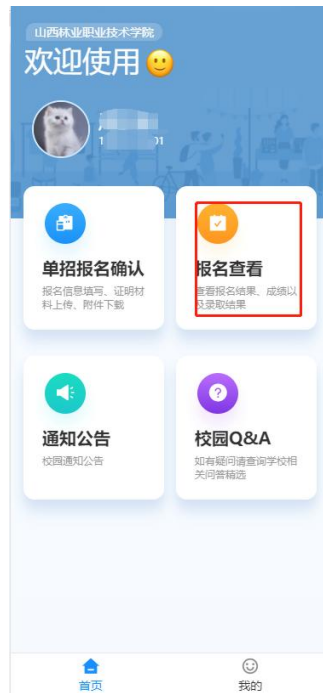 山西林业职业技术学院
欢迎使用
单招报名确认
报名信息填写、证明材
料上传、附件下载
报名查看
查看报名结果、成绩以
及录取结果
通知公告
校园通知公告
校园Q&A
如有疑问请查询学校相
关问答精选
首页
我的